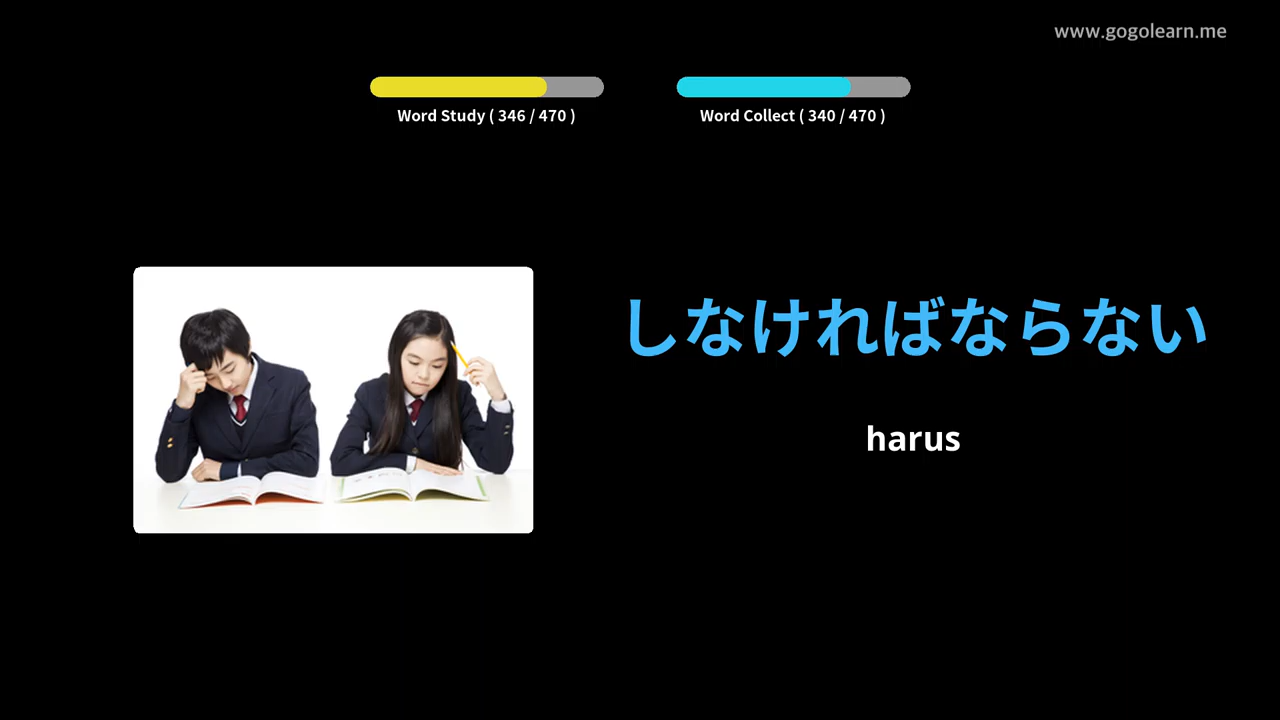 www.gogolearn.me
Word Study ( 346 / 470 )
Word Collect ( 340 / 470 )
しなければならない
harus